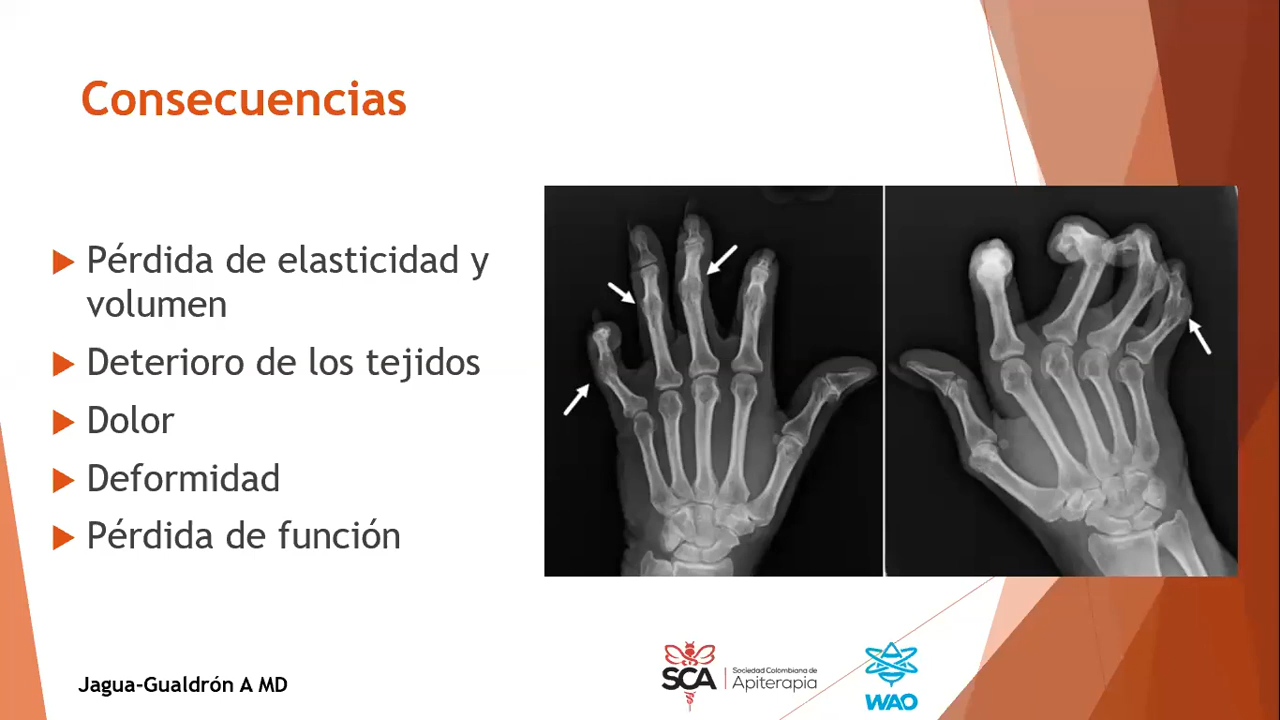 Consecuencias
Pérdida de elasticidad y
volumen
Deterioro de los tejidos
Dolor
Deformidad
Pérdida de función
Jagua-Gualdrón A MD
SCA
Sociedad Colombiana de
Apiterapia
WAO